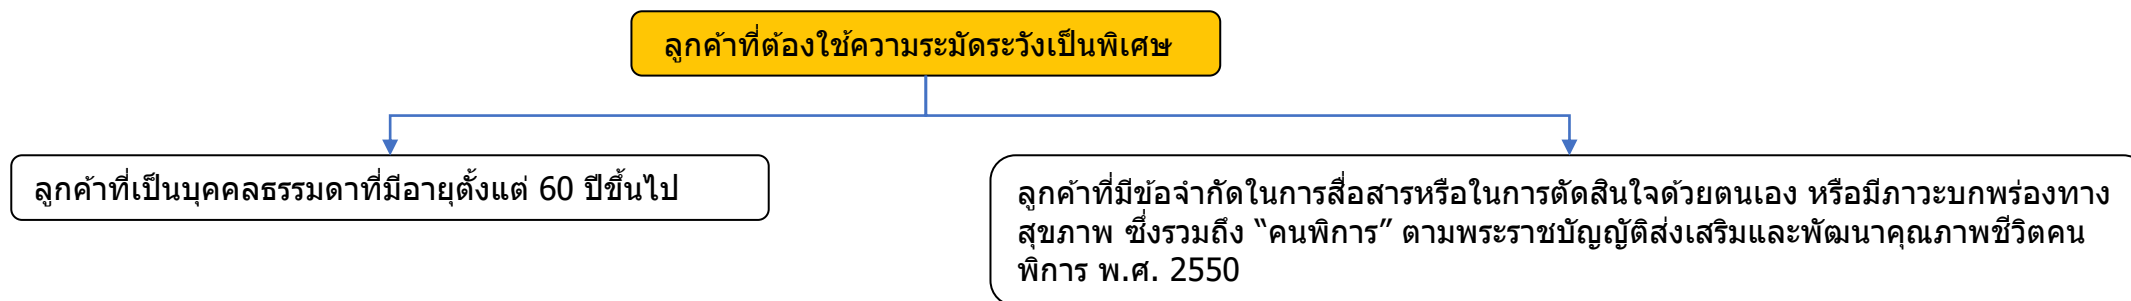 ลูกค้าที่ต้องใช้ความระมัดระวังเป็นพิเศษ
ลูกค้าที่เป็นบุคคลธรรมดาที่มีอายุตั้งแต่ 60 ปีขึ้นไป
ลูกค้าที่มีข้อจำกัดในการสื่อสารหรือในการตัดสินใจด้วยตนเอง หรือมีภาวะบกพร่องทาง
สุขภาพ ซึ่งรวมถึง “คนพิการ” ตามพระราชบัญญัติส่งเสริมและพัฒนาคุณภาพชีวิตคน
พิการ พ.ศ. 2550